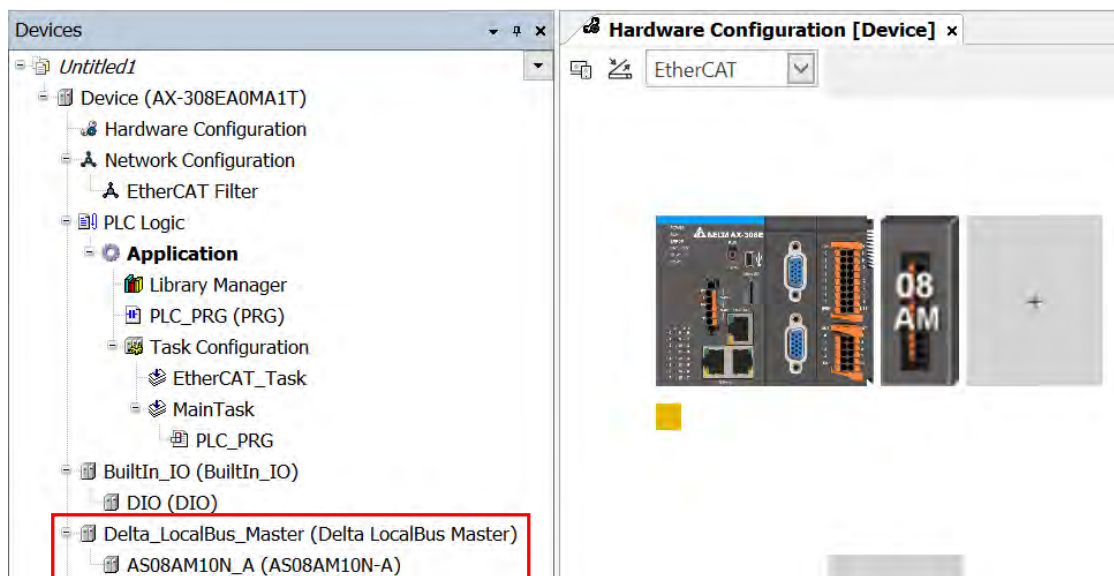 Devices
Untitled1
Device (AX-308EA0MA1T)
Hardware Configuration
Network Configuration
EtherCAT Filter
PLC Logic
Application
Library Manager
PLC_PRG (PRG)
Task Configuration
EtherCAT_Task
MainTask
PLC_PRG
BuiltIn_IO (BuiltIn_IO)
DIO (DIO)
Delta_LocalBus_Master (Delta LocalBus Master)
AS08AM10N_A (AS08AM10N-A)
Hardware Configuration [Device]
EtherCAT
DELTA AX-308E
08
AM